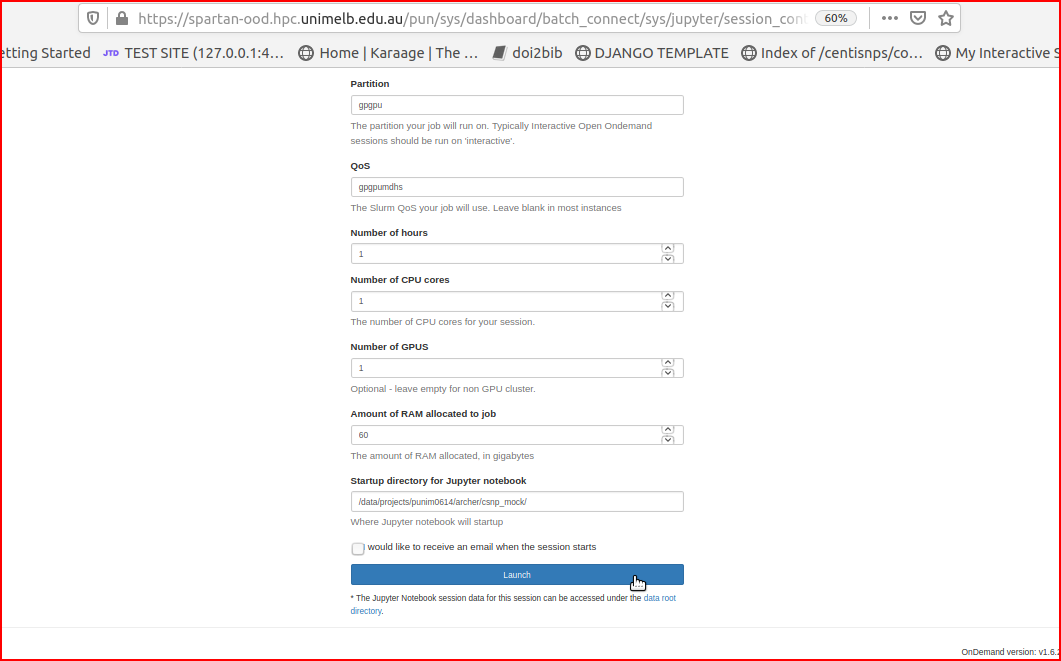 https://spartan-ood.hpc.unimelb.edu.au/pun/sys/dashboard/batch_connect/sys/jupyter/session_con 60%
etting Started JTD TEST SITE (127.0.0.1:4… Home | Karaage | The … doi2bib DJANGO TEMPLATE Index of /centisnps/co… My Interactive S
Partition
gpgpu
The partition your job will run on. Typically Interactive Open Ondemand
sessions should be run on 'interactive'.
QoS
gpgpumdhs
The Slurm QoS your job will use. Leave blank in most instances
Number of hours
1
Number of CPU cores
1
The number of CPU cores for your session.
Number of GPUS
1
Optional - leave empty for non GPU cluster.
Amount of RAM allocated to job
60
The amount of RAM allocated, in gigabytes
Startup directory for Jupyter notebook
/data/projects/punim0614/archer/csnp_mock/
Where Jupyter notebook will startup
I would like to receive an email when the session starts
Launch
* The Jupyter Notebook session data for this session can be accessed under the data root
directory.
OnDemand version: v1.6.